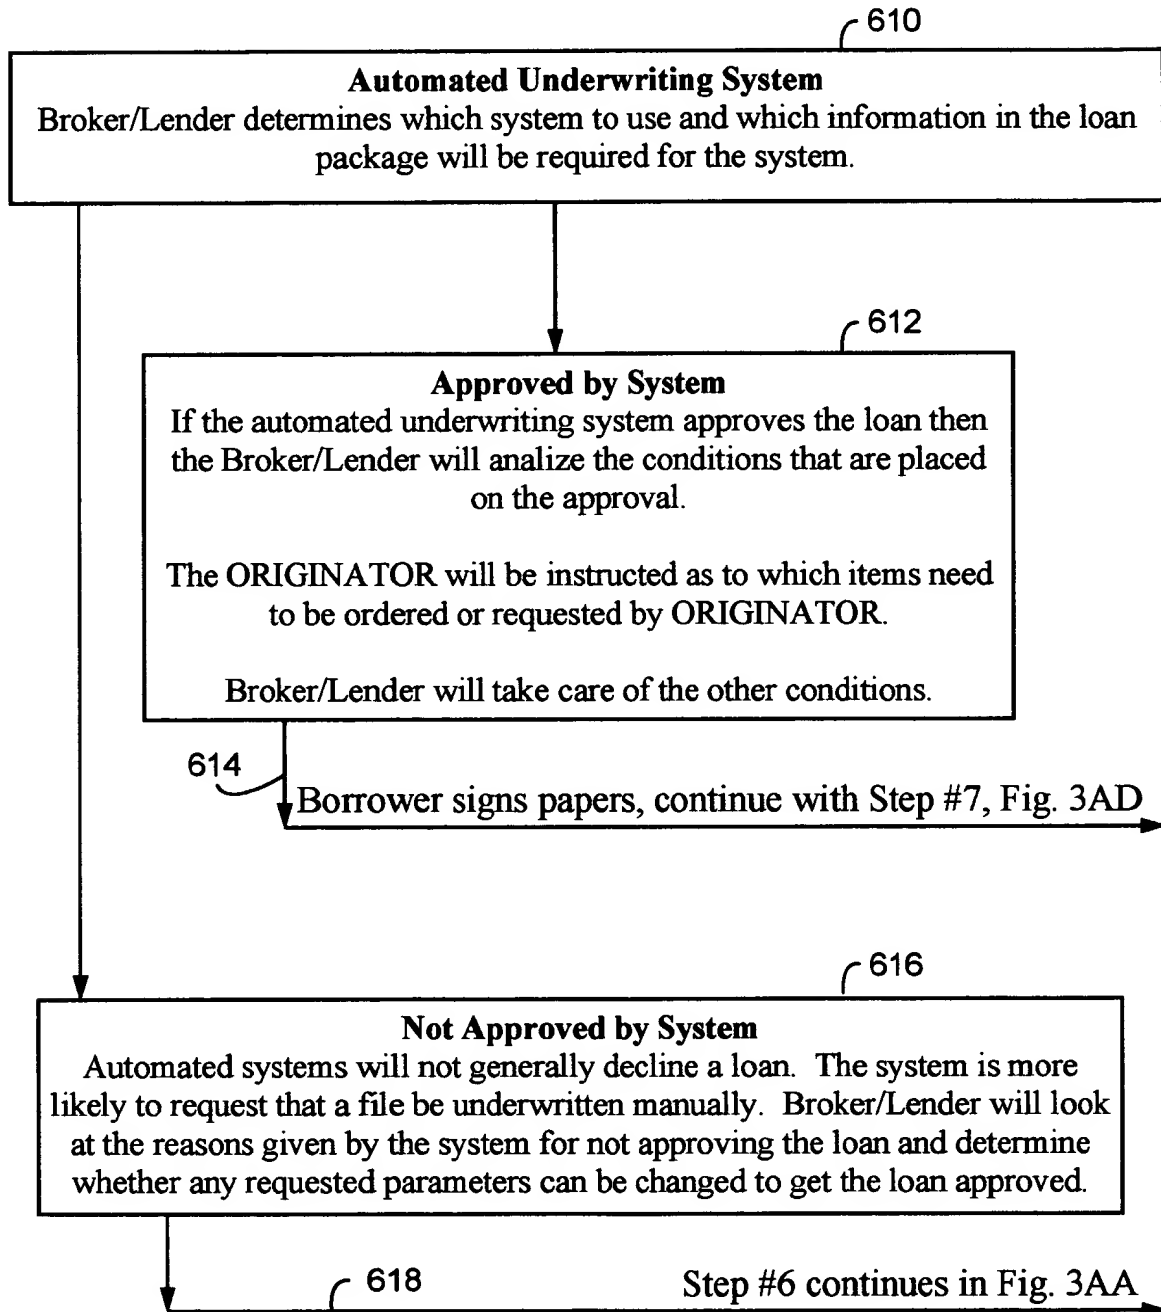 610
Automated Underwriting System
Broker/Lender determines which system to use and which information in the loan
package will be required for the system.
612
Approved by System
If the automated underwriting system approves the loan then
the Broker/Lender will analize the conditions that are placed
on the approval.
The ORIGINATOR will be instructed as to which items need
to be ordered or requested by ORIGINATOR.
Broker/Lender will take care of the other conditions.
614
Borrower signs papers, continue with Step #7, Fig. 3AD
616
Not Approved by System
Automated systems will not generally decline a loan. The system is more
likely to request that a file be underwritten manually. Broker/Lender will look
at the reasons given by the system for not approving the loan and determine
whether any requested parameters can be changed to get the loan approved.
618
Step #6 continues in Fig. 3AA